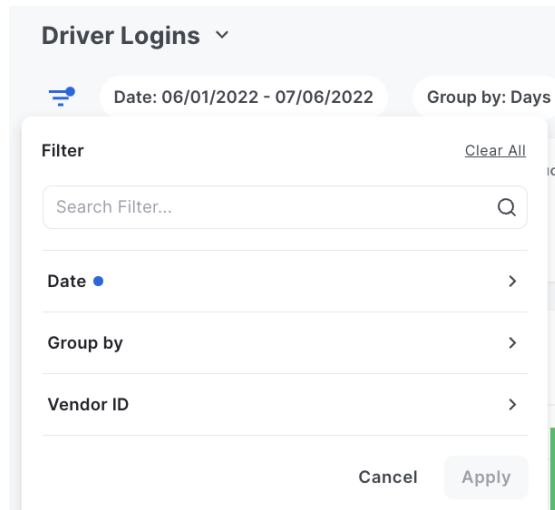 Driver Logins
Date: 06/01/2022 - 07/06/2022 Group by: Days
Filter Clear All
Search Filter...
Date
Group by
Vendor ID
Cancel Apply